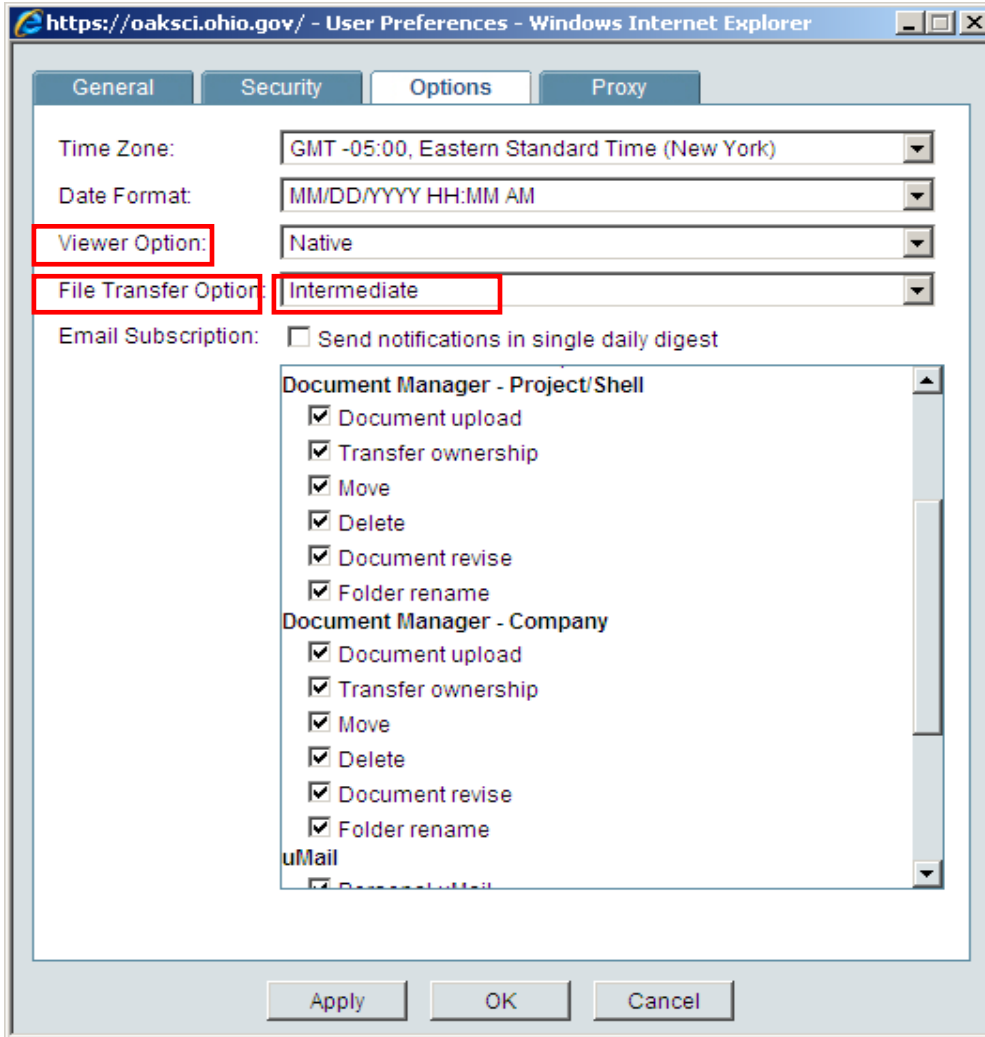 https://oaksci.ohio.gov/ - User Preferences - Windows Internet Explorer
General Security Options Proxy
Time Zone: GMT -05:00, Eastern Standard Time (New York)
Date Format: MM/DD/YYYY HH:MM AM
Viewer Option: Native
File Transfer Option: Intermediate
Email Subscription: Send notifications in single daily digest
Document Manager - Project/Shell
Document upload
Transfer ownership
Move
Delete
Document revise
Folder rename
Document Manager - Company
Document upload
Transfer ownership
Move
Delete
Document revise
Folder rename
uMail
Apply OK Cancel